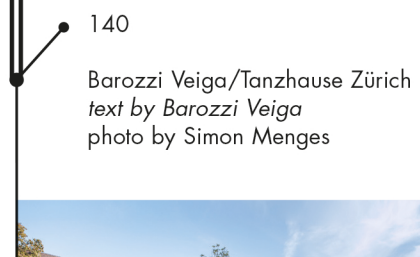 140
Barozzi Veiga/Tanzhause Zürich
text by Barozzi Veiga
photo by Simon Menges